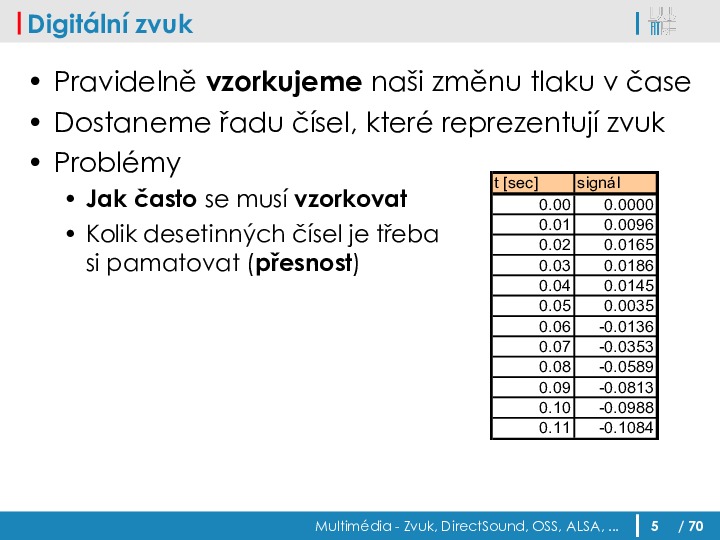 Digitální zvuk
• Pravidelně vzorkujeme naši změnu tlaku v čase
• Dostaneme řadu čísel, které reprezentují zvuk
• Problémy
• Jak často se musí vzorkovat
• Kolik desetinných čísel je třeba
si pamatovat (přesnost)
t [sec] signál
0.00 0.0000
0.01 0.0096
0.02 0.0165
0.03 0.0186
0.04 0.0145
0.05 0.0035
0.06 -0.0136
0.07 -0.0353
0.08 -0.0589
0.09 -0.0813
0.10 -0.0988
0.11 -0.1084
Multimédia - Zvuk, DirectSound, OSS, ALSA, ... 5 / 70